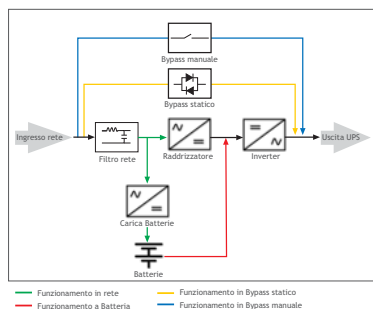 Bypass manuale
Bypass statico
Ingresso rete
Uscita UPS
Filtro rete
Raddrizzatore
Inverter
Carica Batterie
Batterie
Funzionamento in rete
Funzionamento in Bypass statico
Funzionamento a Batteria
Funzionamento in Bypass manuale